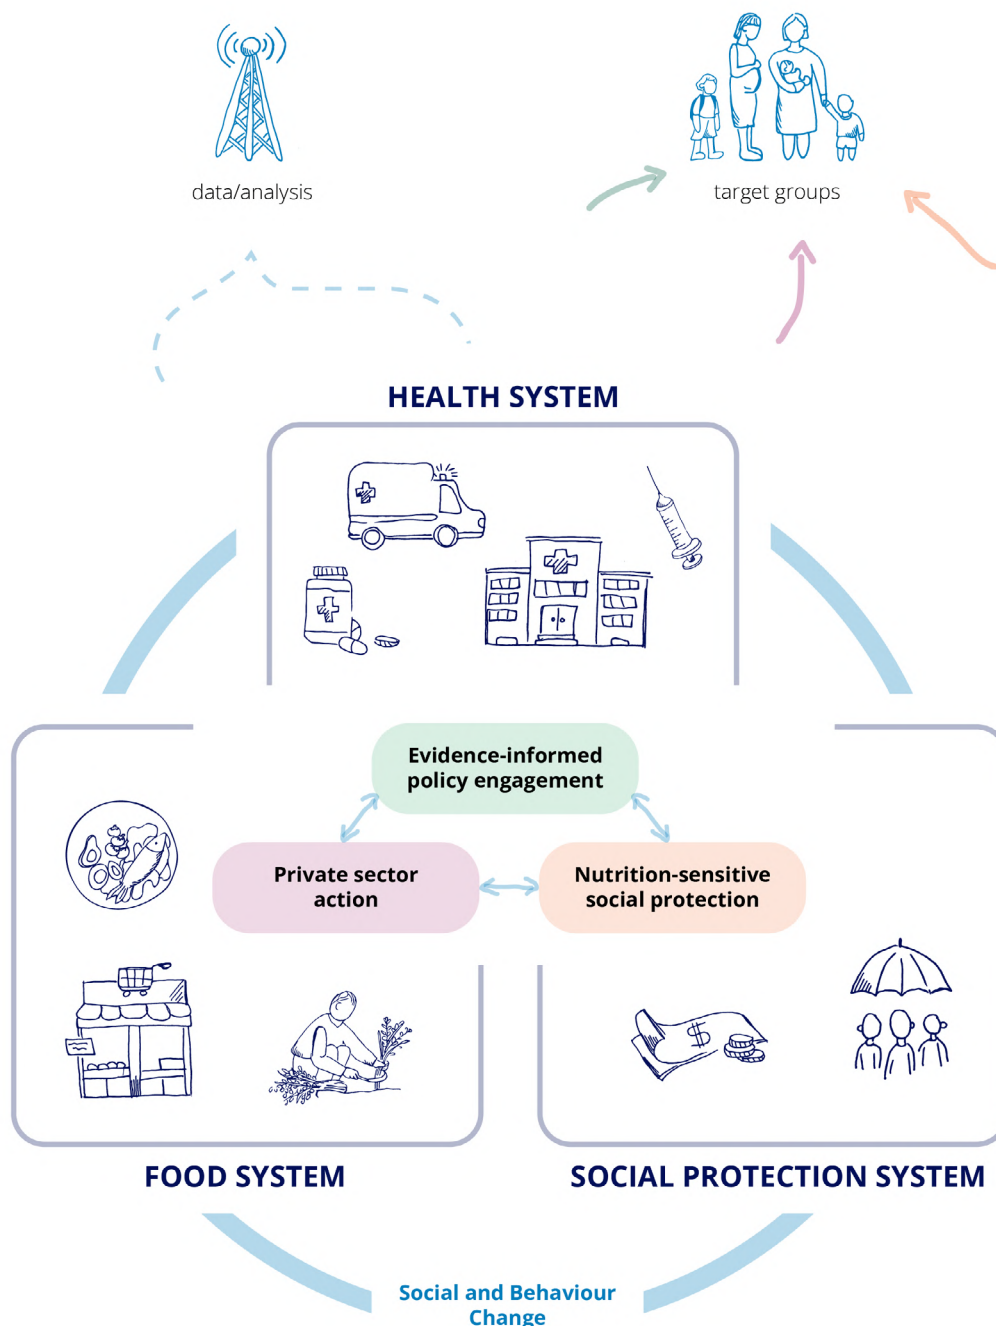 data/analysis
target groups
HEALTH SYSTEM
Evidence-informed
policy engagement
Private sector
action
Nutrition-sensitive
social protection
$
FOOD SYSTEM
SOCIAL PROTECTION SYSTEM
Social and Behaviour
Change